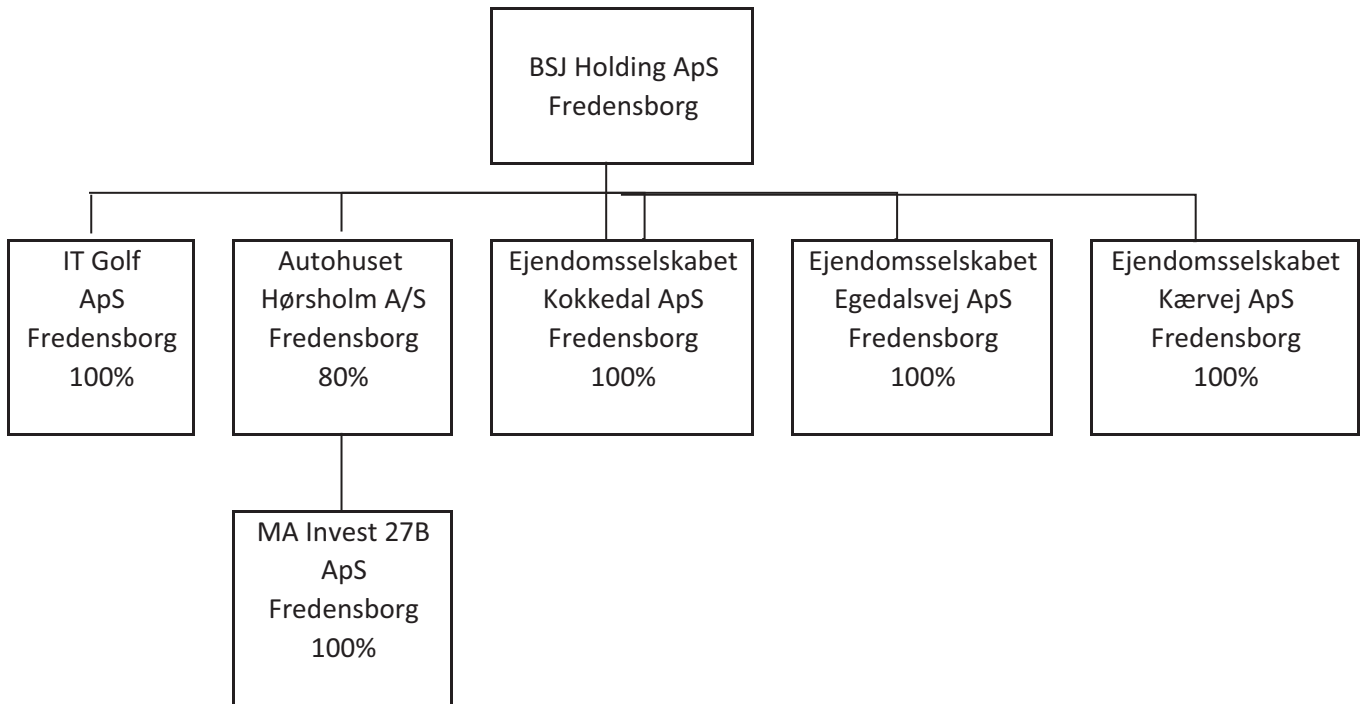 BSJ Holding ApS
Fredensborg
IT Golf
ApS
Fredensborg
100%
Autohuset
Hørsholm A/S
Fredensborg
80%
Ejendomsselskabet
Kokkedal ApS
Fredensborg
100%
Ejendomsselskabet
Egedalsvej ApS
Fredensborg
100%
Ejendomsselskabet
Kærvej ApS
Fredensborg
100%
MA Invest 27B
ApS
Fredensborg
100%